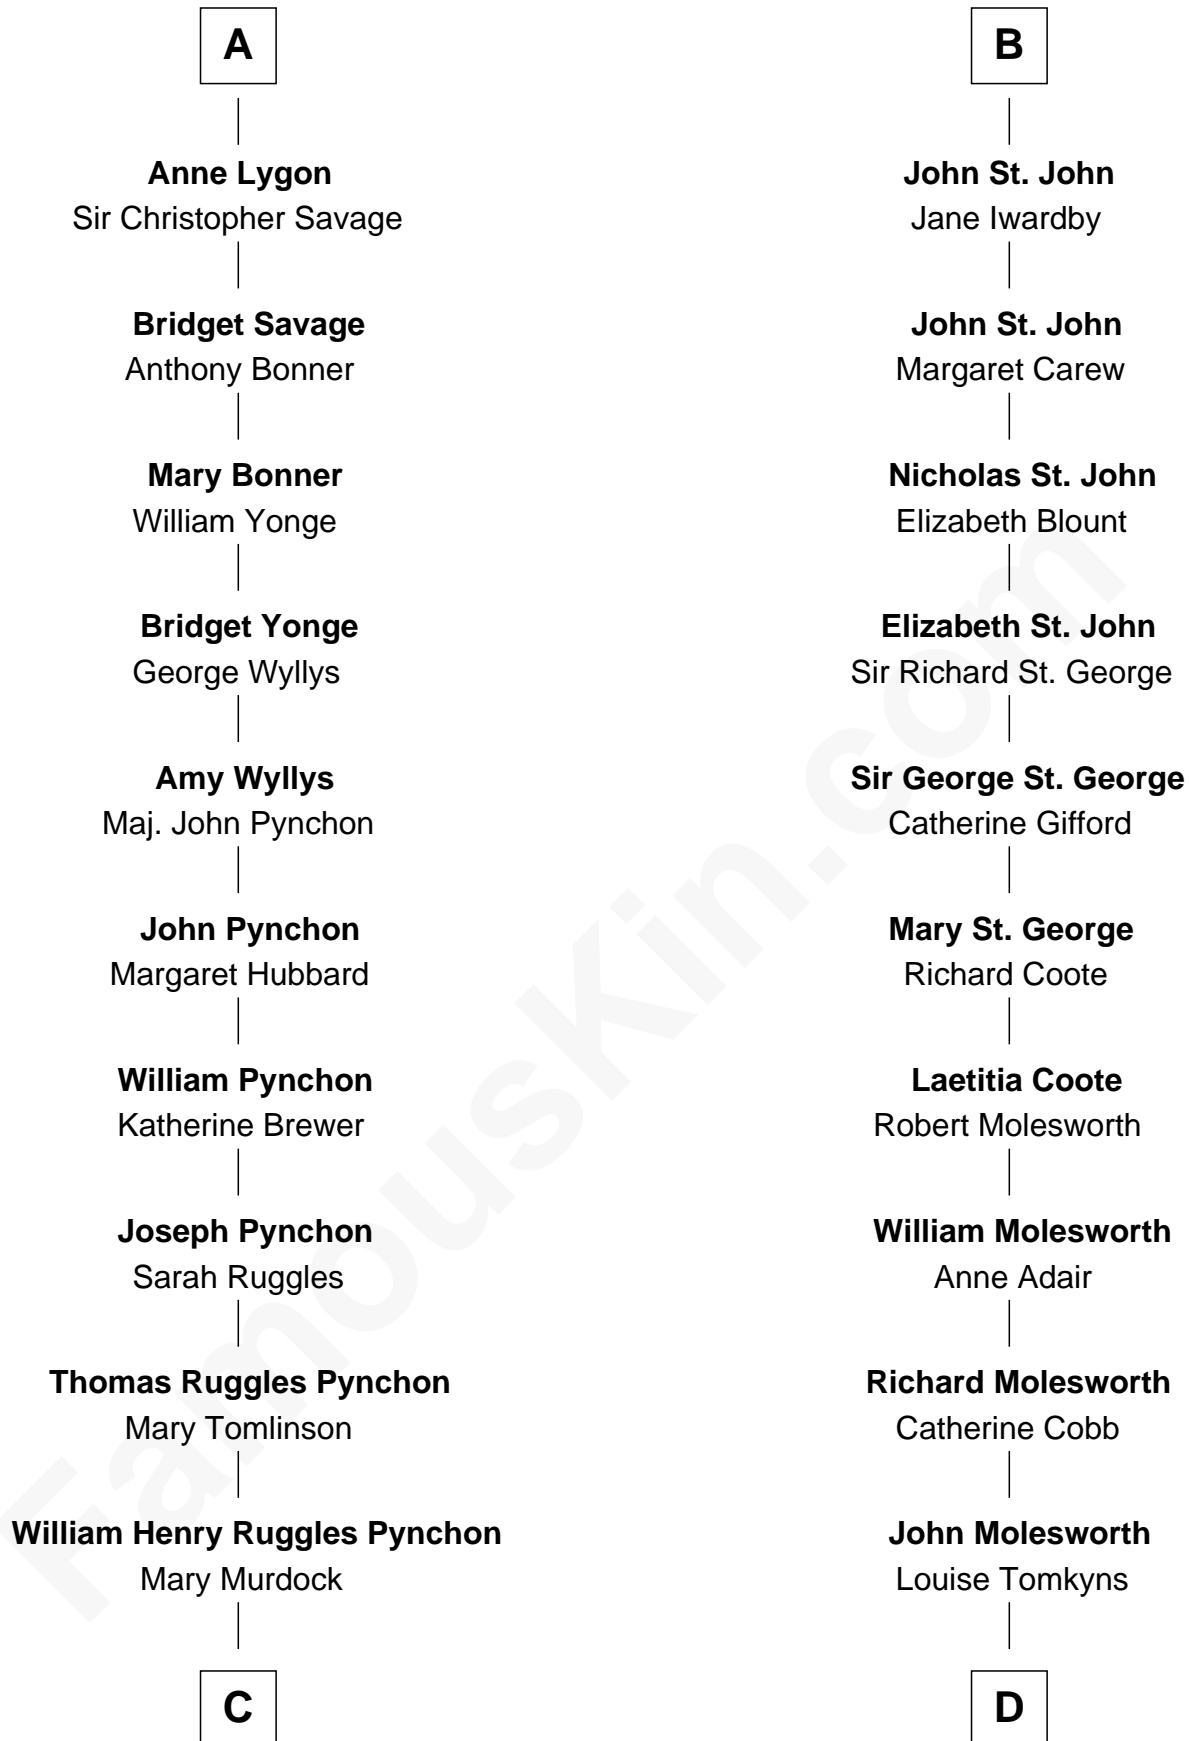 A
Anne Lygon
Sir Christopher Savage
Bridget Savage
Anthony Bonner
Mary Bonner
William Yonge
Bridget Yonge
George Wyllys
Amy Wyllys
Maj. John Pynchon
John Pynchon
Margaret Hubbard
William Pynchon
Katherine Brewer
Joseph Pynchon
Sarah Ruggles
Thomas Ruggles Pynchon
Mary Tomlinson
William Henry Ruggles Pynchon
Mary Murdock
C
B
John St. John
Jane Iwardby
John St. John
Margaret Carew
Nicholas St. John
Elizabeth Blount
Elizabeth St. John
Sir Richard St. George
Sir George St. George
Catherine Gifford
Mary St. George
Richard Coote
Laetitia Coote
Robert Molesworth
William Molesworth
Anne Adair
Richard Molesworth
Catherine Cobb
John Molesworth
Louise Tomkyns
D
FamousKin.com